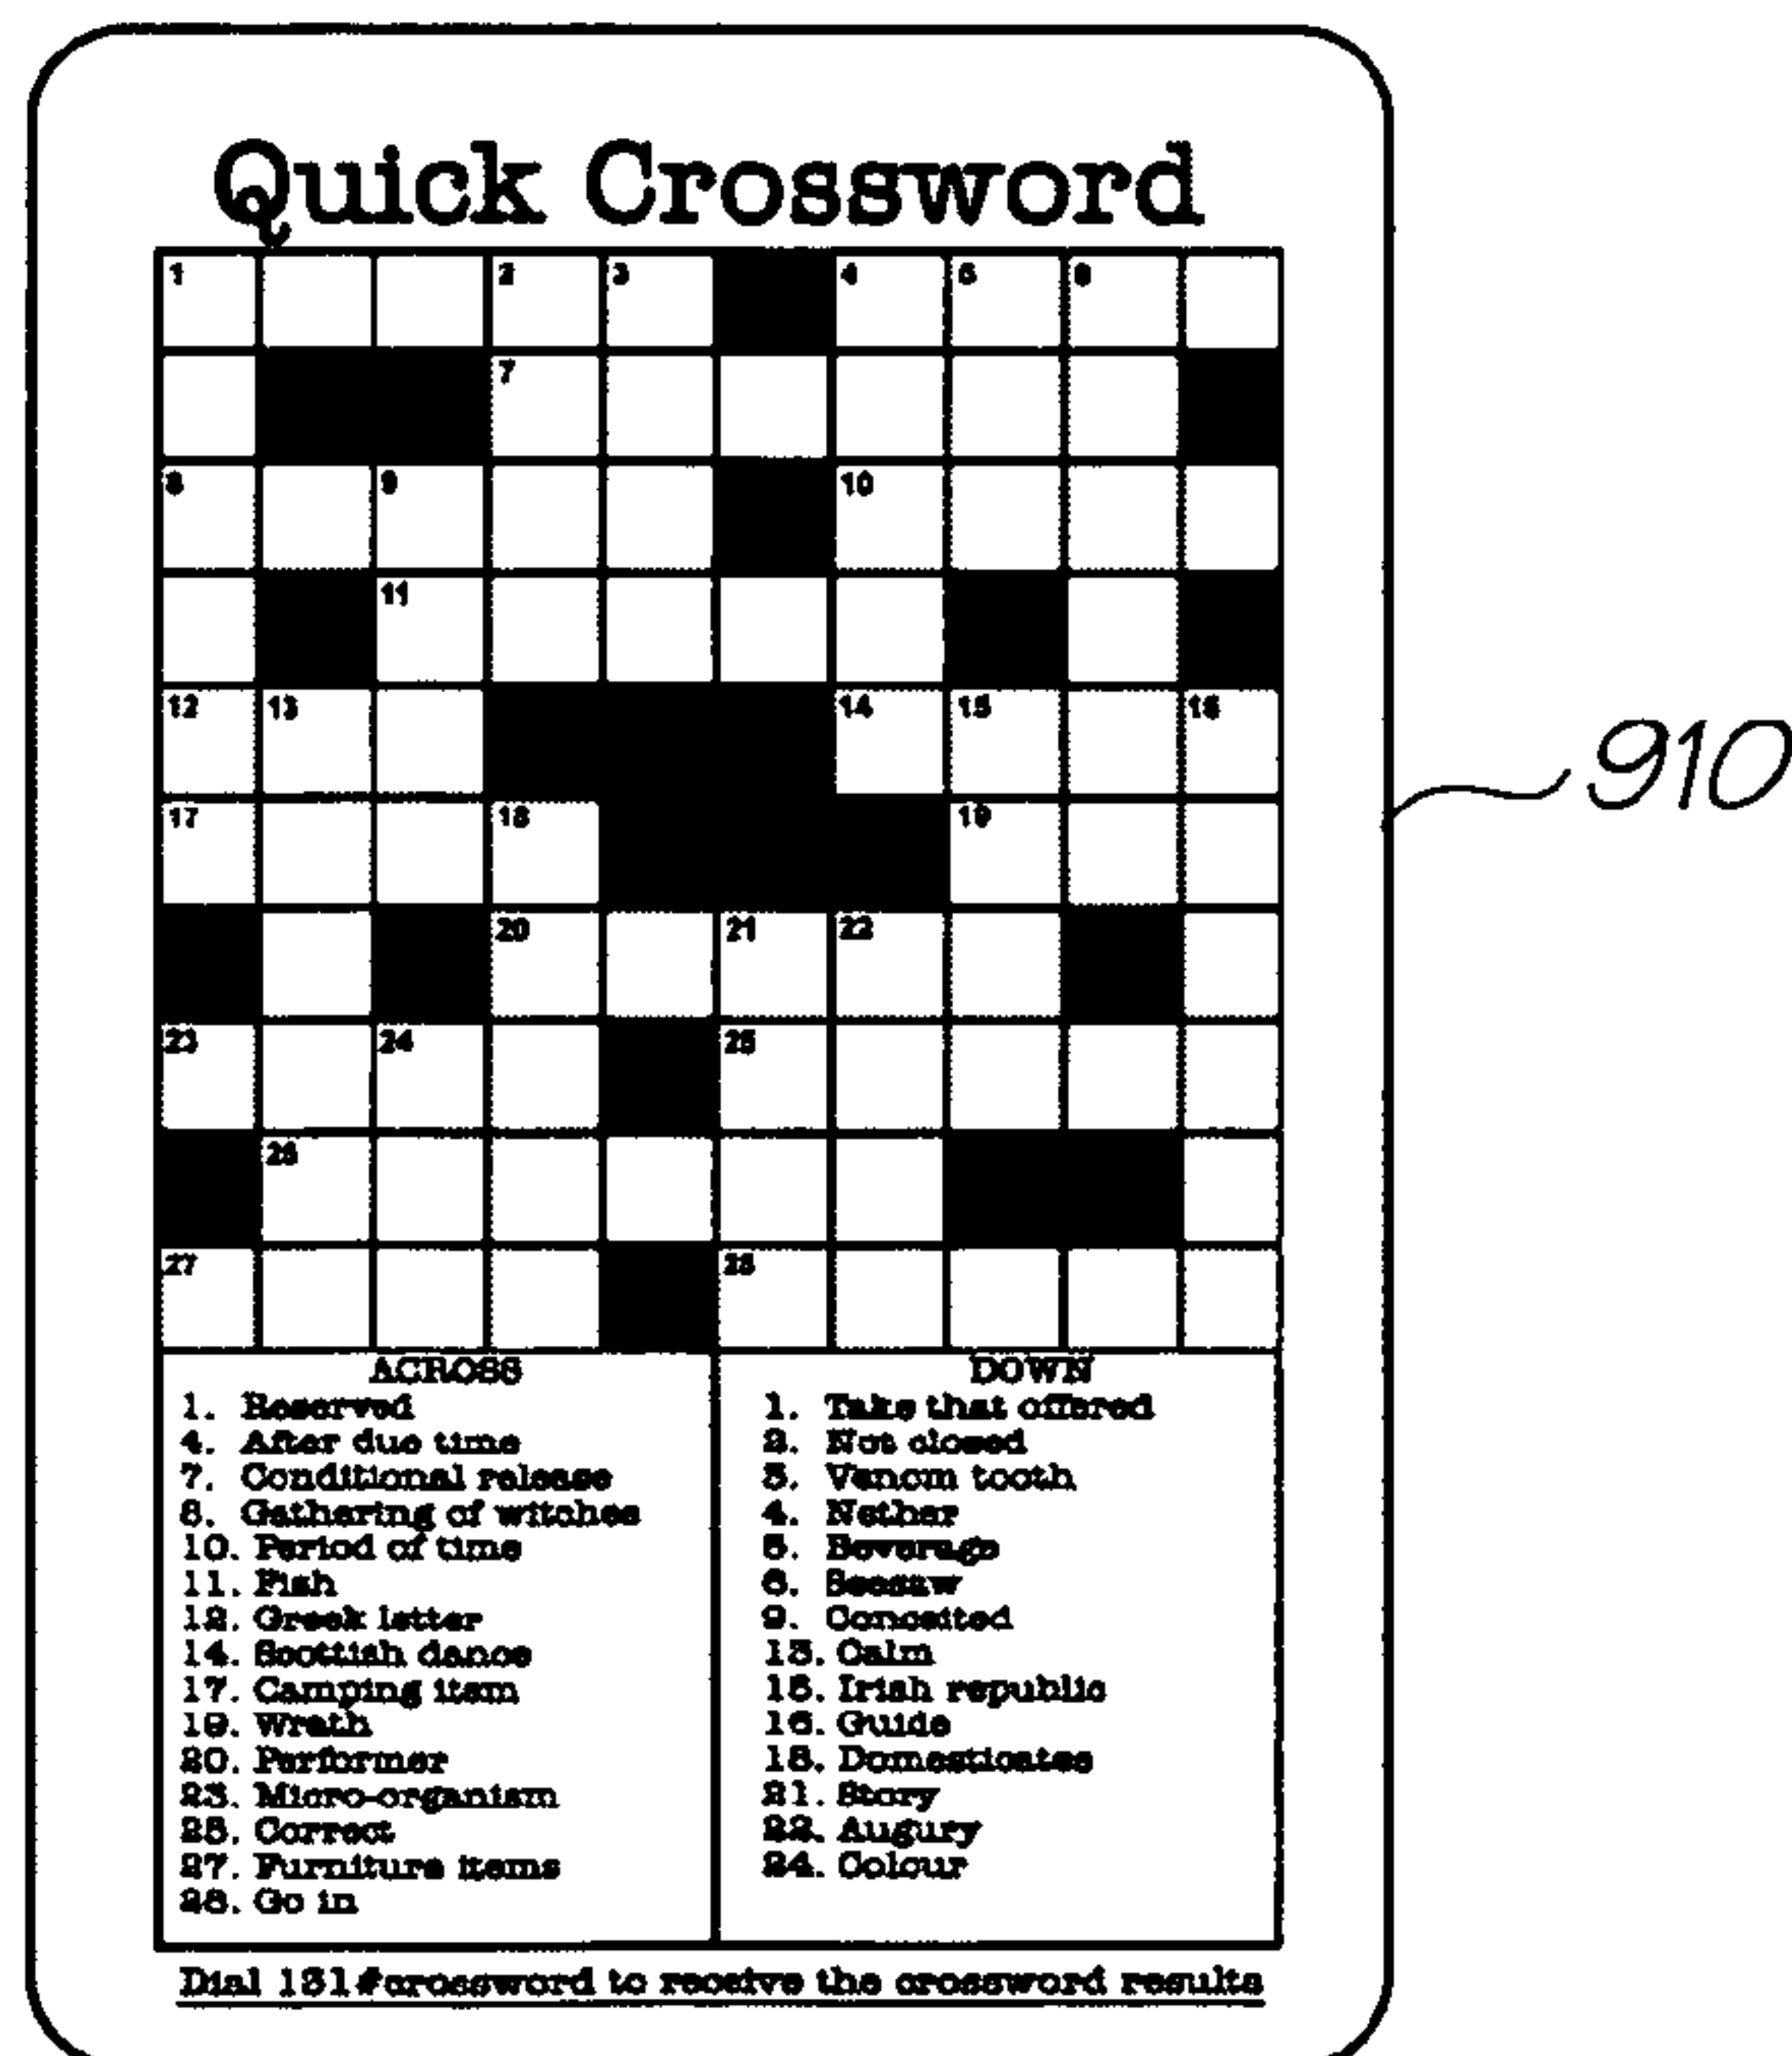 Quick Crossword
1 2 3 4 5 6
7
8 9 10
11
12 13 14 15 16
17 18 19
20 21 22
23 24 25
26
27 28
910
ACROSS
1. Reserved
4. After due time
7. Conditional release
8. Gathering of witches
10. Period of time
11. Fish
12. Greek letter
14. Scottish dance
17. Camping item
19. Wrath
20. Performer
23. Micro-organism
25. Correct
27. Furniture items
28. Go in
DOWN
1. Take that offered
2. Not closed
3. Venom tooth
4. Nether
5. Beverage
6. Seesaw
9. Conceited
13. Calm
15. Irish republic
16. Guide
18. Domesticates
21. Story
22. Augury
24. Colour
Dial 131#crossword to receive the crossword results